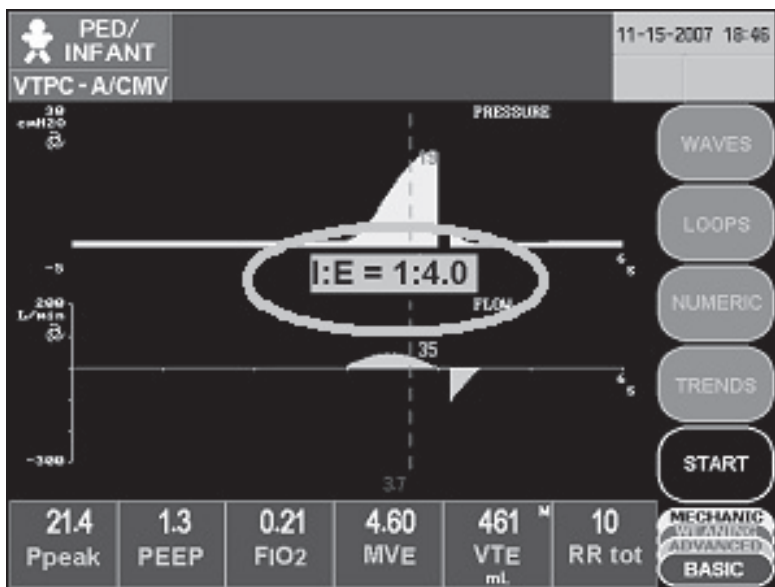 PED/
INFANT
VTPC - A/CMV
11-15-2007 18:46
30
cmH2O
PRESSURE
19
-5
6 s
I:E = 1:4.0
200
L/min
FLOW
35
6 s
-300
3.7
WAVES
LOOPS
NUMERIC
TRENDS
START
MECHANIC
WEANING
ADVANCED
BASIC
21.4
Ppeak
1.3
PEEP
0.21
FIO2
4.60
MVE
461 M
VTE
mL
10
RR tot